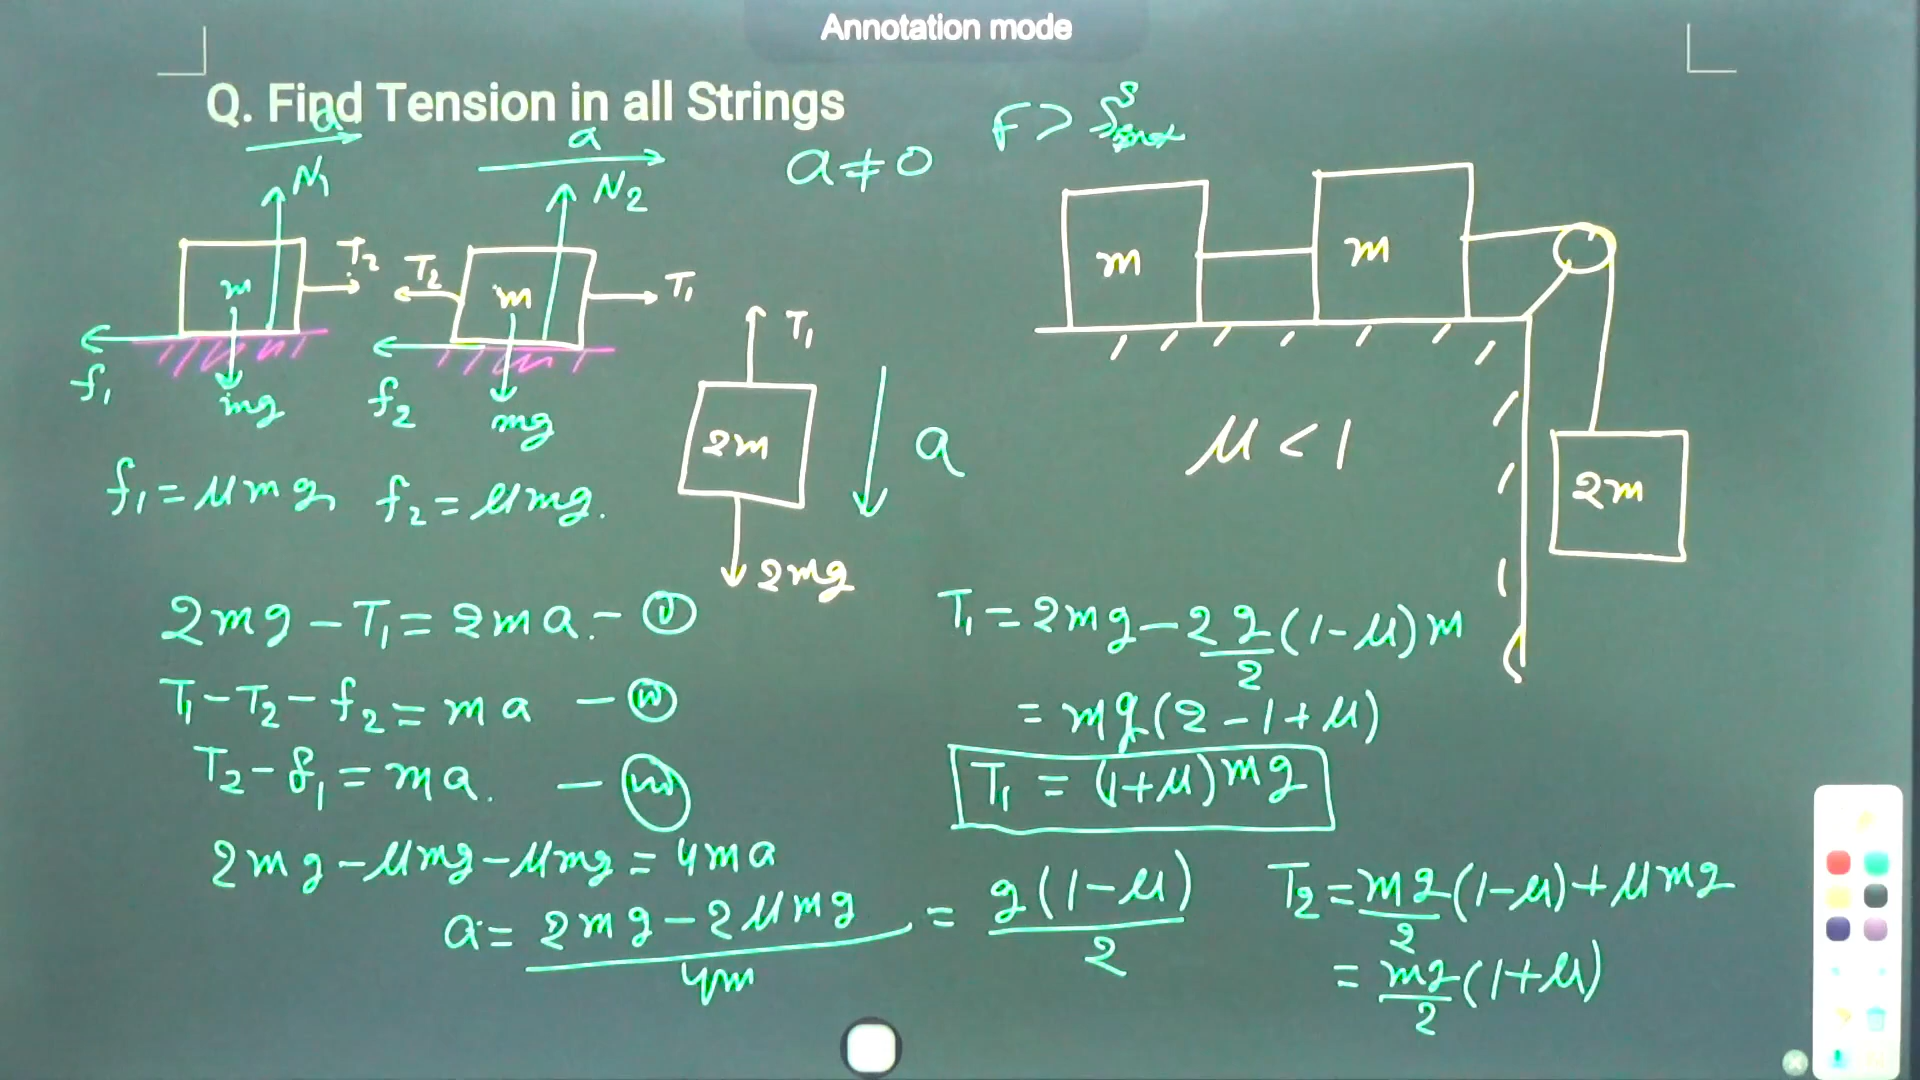 Annotation mode
Q. Find Tension in all Strings
a
a
a ≠ 0
F > f^s_max
N₁
N₂
T₂
T₂
T₁
m
m
m
m
f₁
mg
f₂
mg
T₁
2m
a
2mg
μ < 1
2m
f₁ = μmg
f₂ = μmg.
2mg − T₁ = 2ma. − (i)
T₁ − T₂ − f₂ = ma − (ii)
T₂ − f₁ = ma. − (iii)
2mg − μmg − μmg = 4ma
a = (2mg − 2μmg)/4m = g(1−μ)/2
T₁ = 2mg − 2 g/2 (1−μ)m
= mg(2 − 1 + μ)
T₁ = (1+μ)mg
T₂ = mg/2 (1−μ) + μmg
= mg/2 (1+μ)